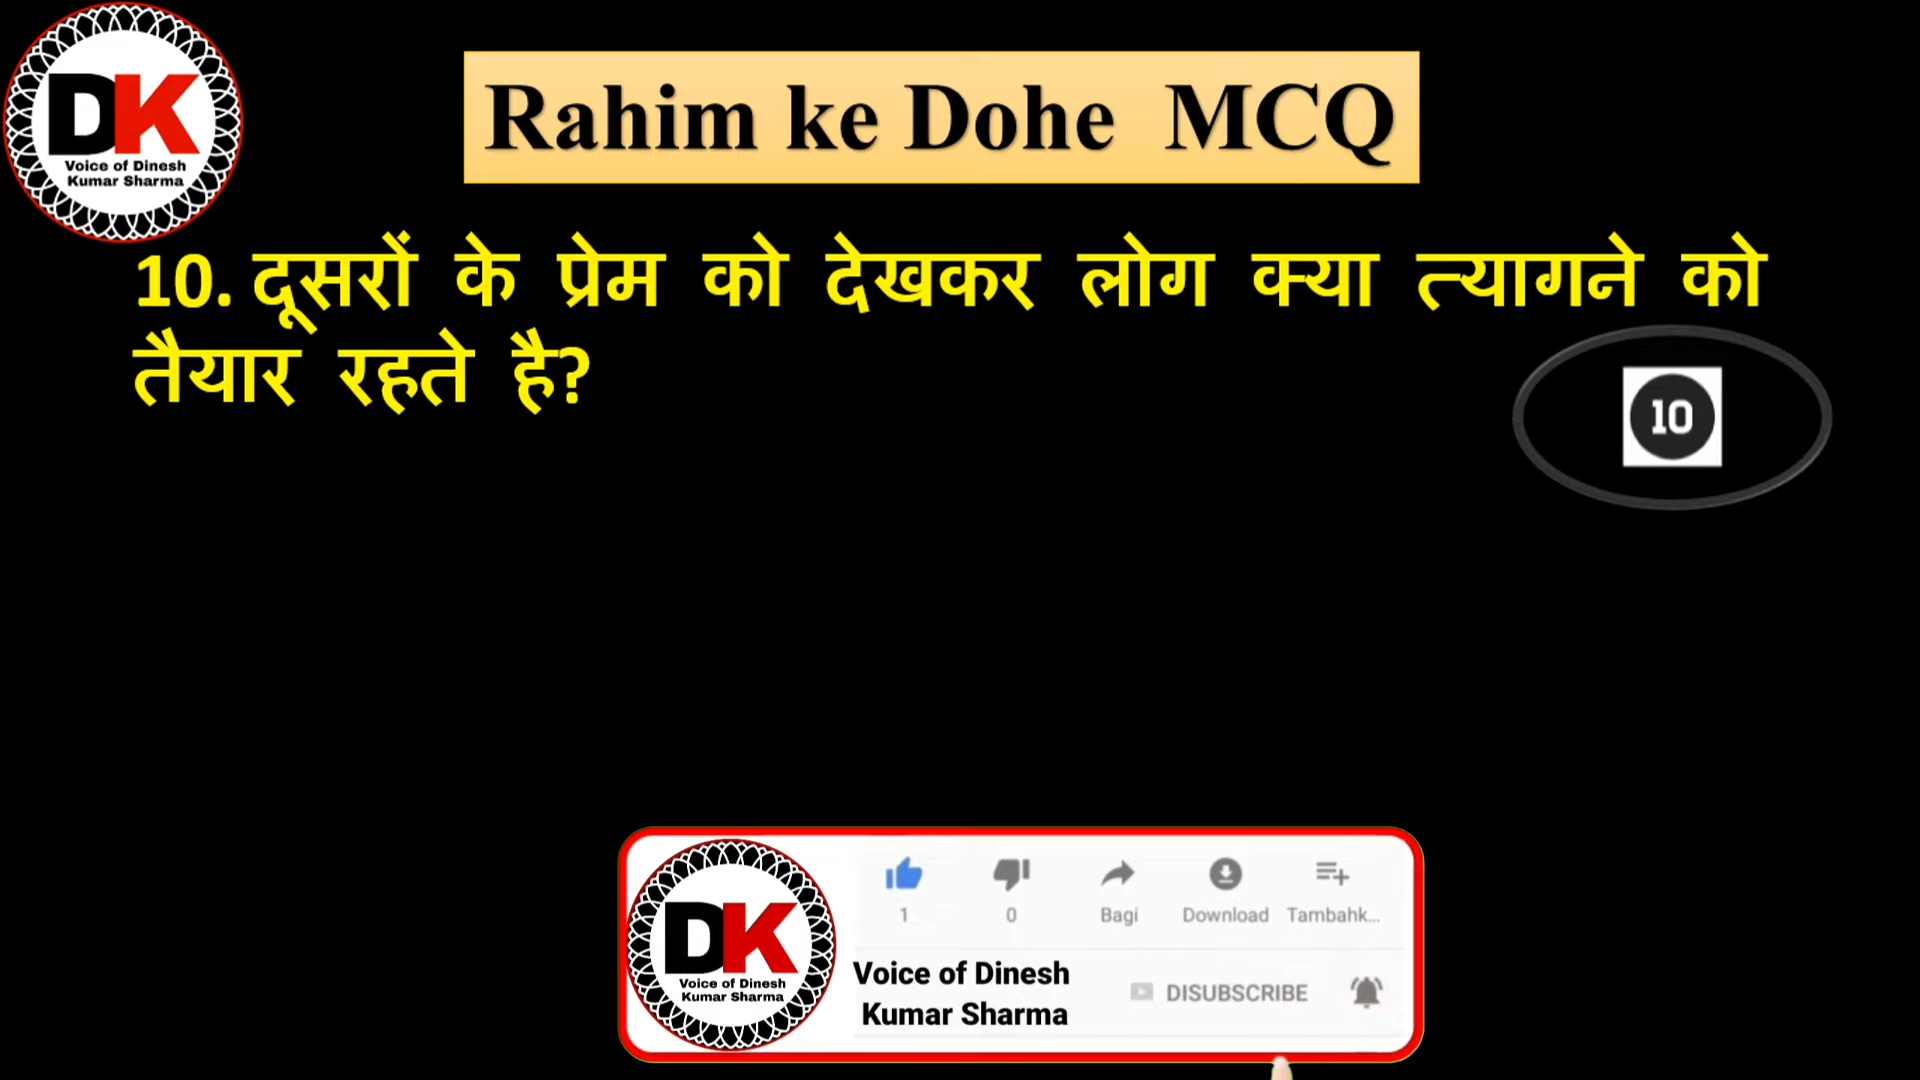 DK
Voice of Dinesh
Kumar Sharma
Rahim ke Dohe MCQ
10. दूसरों के प्रेम को देखकर लोग क्या त्यागने को
तैयार रहते है?
10
DK
Voice of Dinesh
Kumar Sharma
1
0
Bagi
Download
Tambahk...
Voice of Dinesh
Kumar Sharma
DISUBSCRIBE